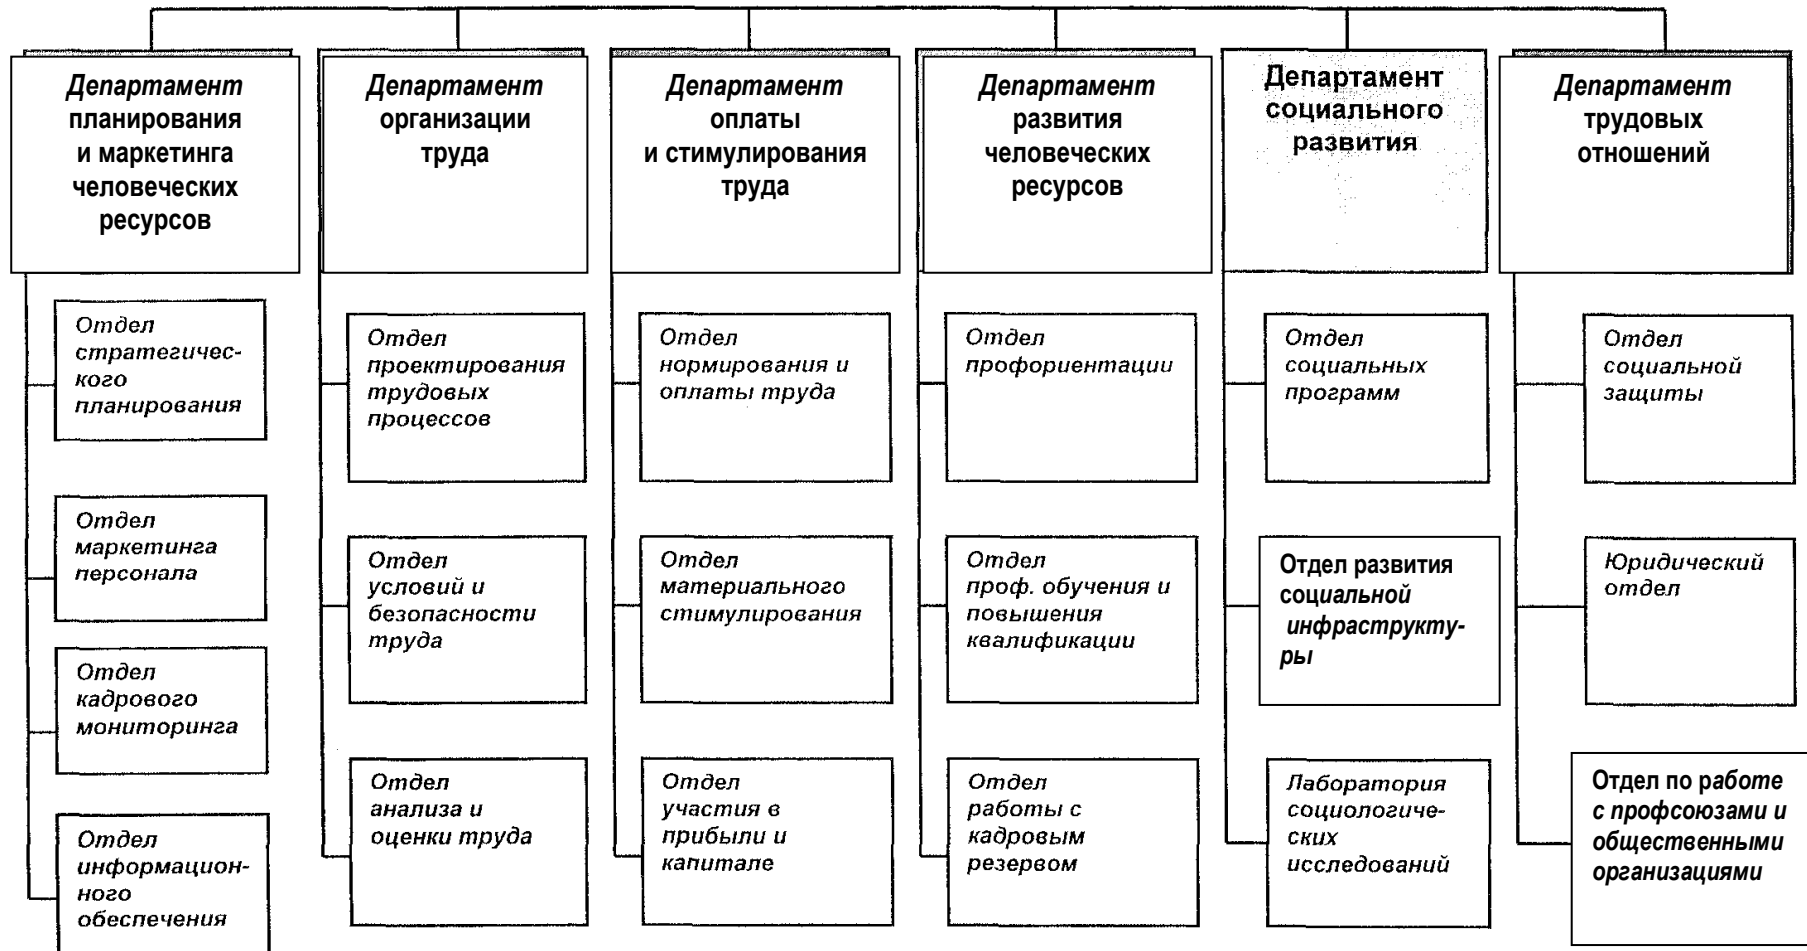 Департамент
планирования
и маркетинга
человеческих
ресурсов
Отдел
стратегичес-
кого
планирования
Отдел
маркетинга
персонала
Отдел
кадрового
мониторинга
Отдел
информацион-
ного
обеспечения
Департамент
организации
труда
Отдел
проектирования
трудовых
процессов
Отдел
условий и
безопасности
труда
Отдел
анализа и
оценки труда
Департамент
оплаты
и стимулирования
труда
Отдел
нормирования и
оплаты труда
Отдел
материального
стимулирования
Отдел
участия в
прибыли и
капитале
Департамент
развития
человеческих
ресурсов
Отдел
профориентации
Отдел
проф. обучения и
повышения
квалификации
Отдел
работы с
кадровым
резервом
Департамент
социального
развития
Отдел
социальных
программ
Отдел развития
социальной
инфраструкту-
ры
Лаборатория
социологиче-
ских
исследований
Департамент
трудовых
отношений
Отдел
социальной
защиты
Юридический
отдел
Отдел по работе
с профсоюзами и
общественными
организациями